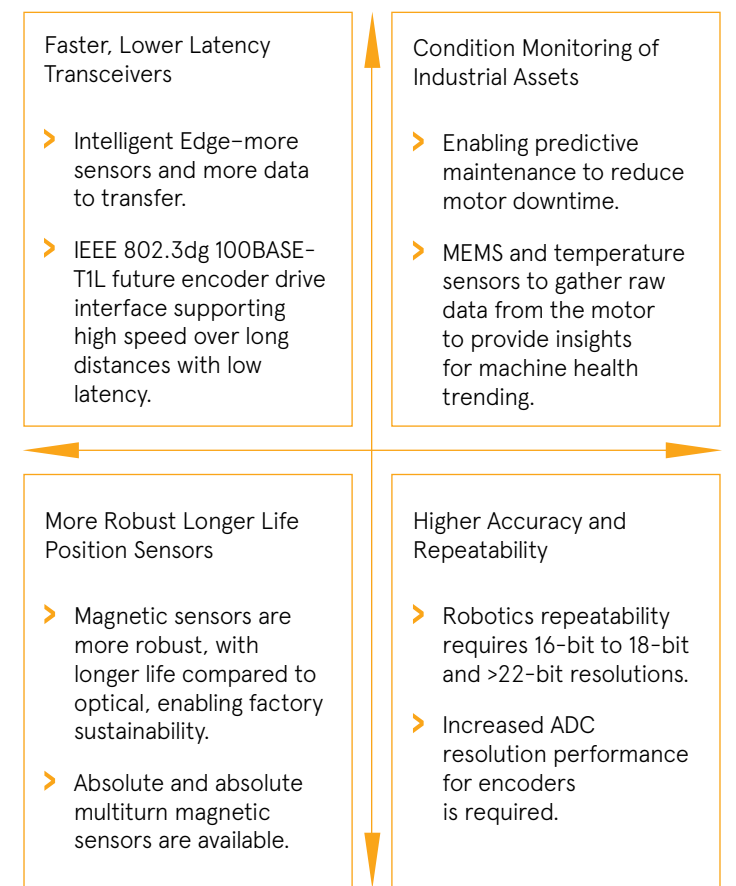 Faster, Lower Latency
Transceivers
Intelligent Edge–more
sensors and more data
to transfer.
IEEE 802.3dg 100BASE-
T1L future encoder drive
interface supporting
high speed over long
distances with low
latency.
Condition Monitoring of
Industrial Assets
Enabling predictive
maintenance to reduce
motor downtime.
MEMS and temperature
sensors to gather raw
data from the motor
to provide insights
for machine health
trending.
More Robust Longer Life
Position Sensors
Magnetic sensors are
more robust, with
longer life compared to
optical, enabling factory
sustainability.
Absolute and absolute
multiturn magnetic
sensors are available.
Higher Accuracy and
Repeatability
Robotics repeatability
requires 16-bit to 18-bit
and >22-bit resolutions.
Increased ADC
resolution performance
for encoders
is required.